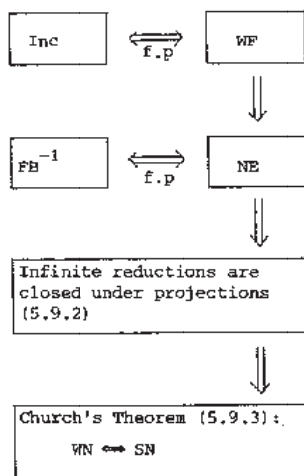 Inc ⟺ WF
f.p
⇓
FB⁻¹ ⟺ NE
f.p
⇓
Infinite reductions are
closed under projections
(5.9.2)
⇓
Church's Theorem (5.9.3):
WN ⟺ SN